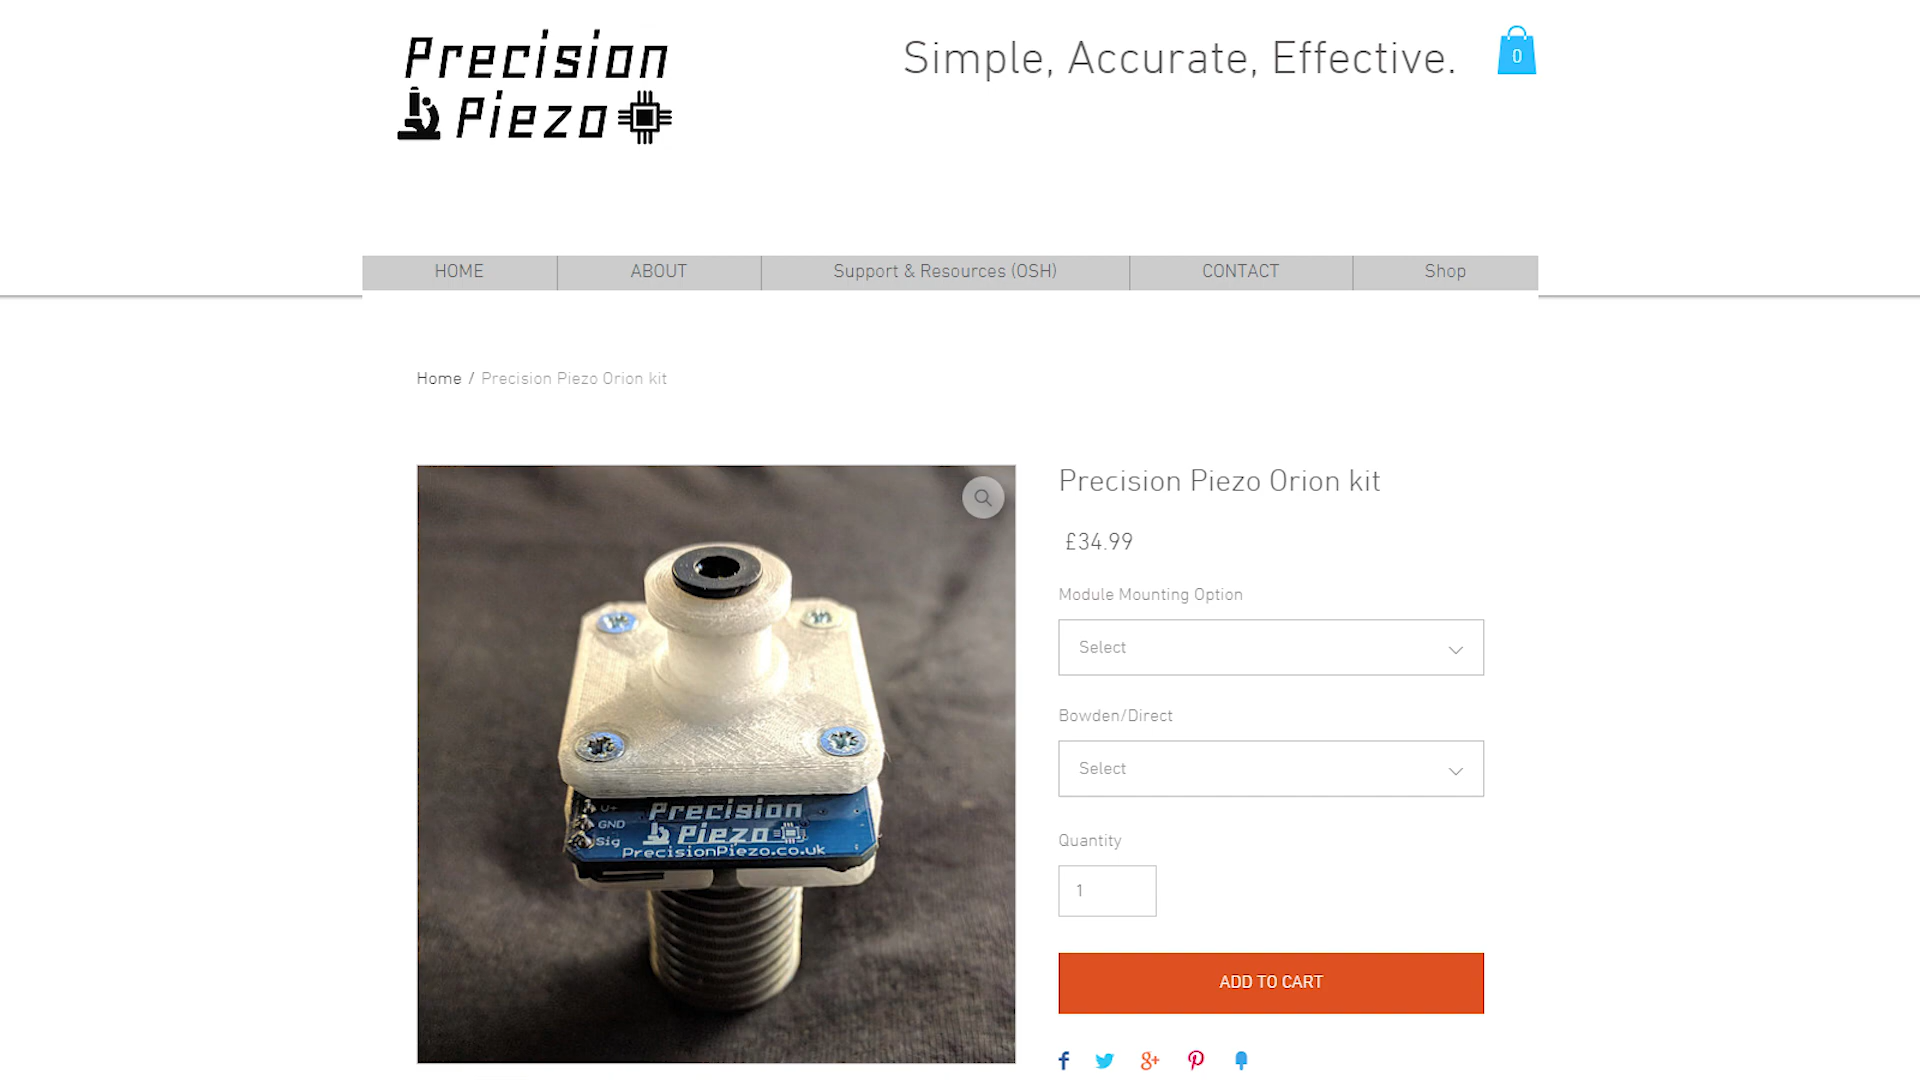 Precision
Piezo
Simple, Accurate, Effective.
0
HOME
ABOUT
Support & Resources (OSH)
CONTACT
Shop
Home / Precision Piezo Orion kit
Precision Piezo Orion kit
£34.99
Module Mounting Option
Select
Bowden/Direct
Select
Quantity
1
ADD TO CART
V+
GND
Sig
Precision
Piezo
PrecisionPiezo.co.uk